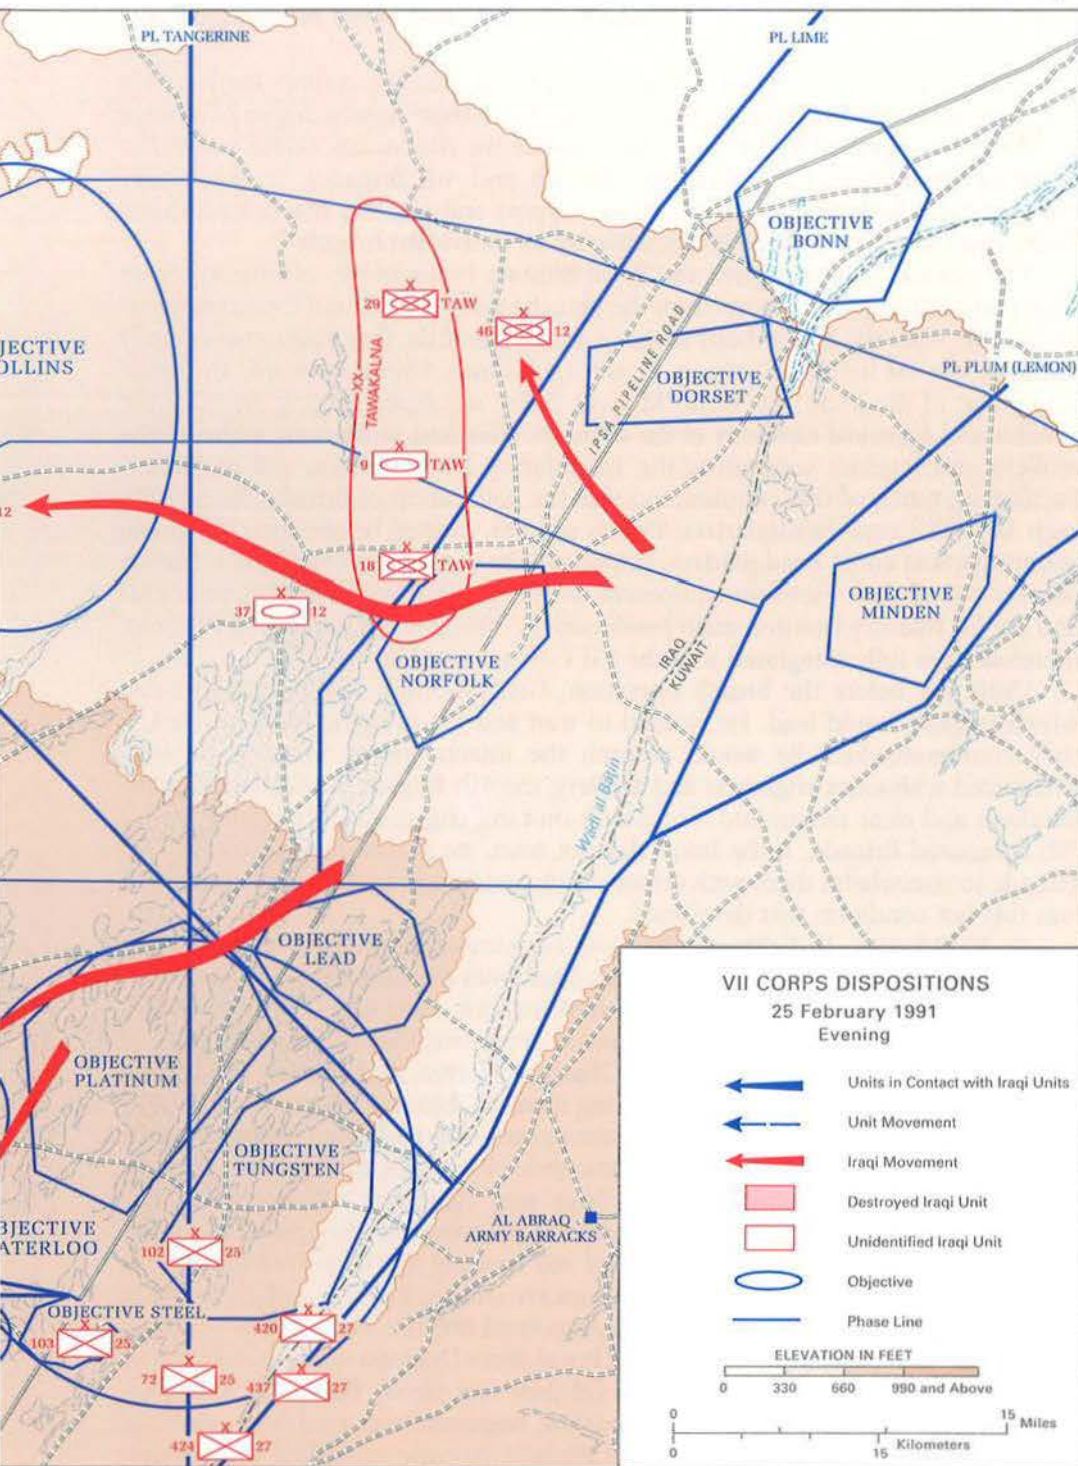 PL TANGERINE
PL LIME
OBJECTIVE
BONN
29 X TAW
46 X 12
JECTIVE
OLLINS
XX
TAWAKALNA
IPSA PIPELINE ROAD
OBJECTIVE
DORSET
PL PLUM (LEMON)
9 X TAW
12
18 X TAW
37 X 12
OBJECTIVE
MINDEN
OBJECTIVE
NORFOLK
IRAQ
KUWAIT
Wadi al Batin
OBJECTIVE
LEAD
OBJECTIVE
PLATINUM
OBJECTIVE
TUNGSTEN
BJECTIVE
ATERLOO
102 X 25
AL ABRAQ
ARMY BARRACKS
OBJECTIVE STEEL
103 X 25
420 X 27
72 X 25
437 X 27
424 X 27
VII CORPS DISPOSITIONS
25 February 1991
Evening
Units in Contact with Iraqi Units
Unit Movement
Iraqi Movement
Destroyed Iraqi Unit
Unidentified Iraqi Unit
Objective
Phase Line
ELEVATION IN FEET
0 330 660 990 and Above
0 15 Miles
0 15 Kilometers